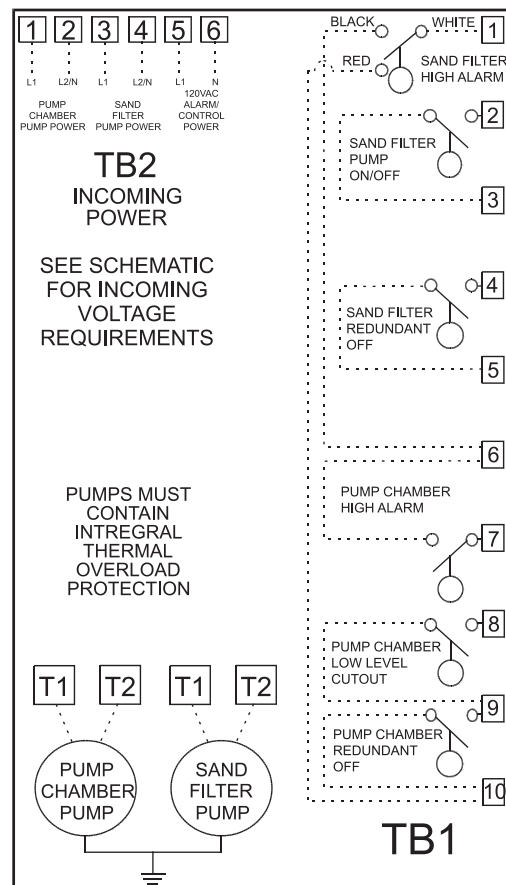 1 2 3 4 5 6
L1 L2/N L1 L2/N L1 N
PUMP
CHAMBER
PUMP POWER
SAND
FILTER
PUMP POWER
120VAC
ALARM/
CONTROL
POWER
TB2
INCOMING
POWER
SEE SCHEMATIC
FOR INCOMING
VOLTAGE
REQUIREMENTS
PUMPS MUST
CONTAIN
INTREGRAL
THERMAL
OVERLOAD
PROTECTION
T1 T2 T1 T2
PUMP
CHAMBER
PUMP
SAND
FILTER
PUMP
BLACK WHITE 1
RED
SAND FILTER
HIGH ALARM
2
SAND FILTER
PUMP
ON/OFF
3
4
SAND FILTER
REDUNDANT
OFF
5
6
PUMP CHAMBER
HIGH ALARM
7
8
PUMP CHAMBER
LOW LEVEL
CUTOUT
9
PUMP CHAMBER
REDUNDANT
OFF
10
TB1